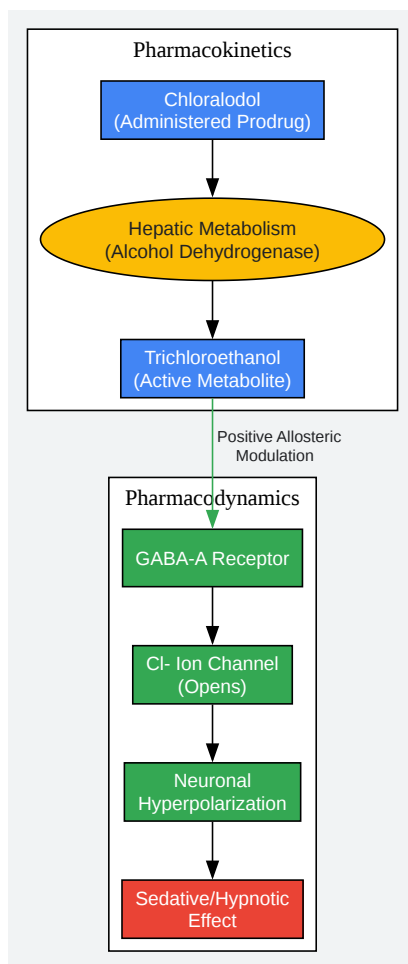 Pharmacokinetics
Chloralodol
(Administered Prodrug)
Hepatic Metabolism
(Alcohol Dehydrogenase)
Trichloroethanol
(Active Metabolite)
Positive Allosteric
Modulation
Pharmacodynamics
GABA-A Receptor
Cl- Ion Channel
(Opens)
Neuronal
Hyperpolarization
Sedative/Hypnotic
Effect